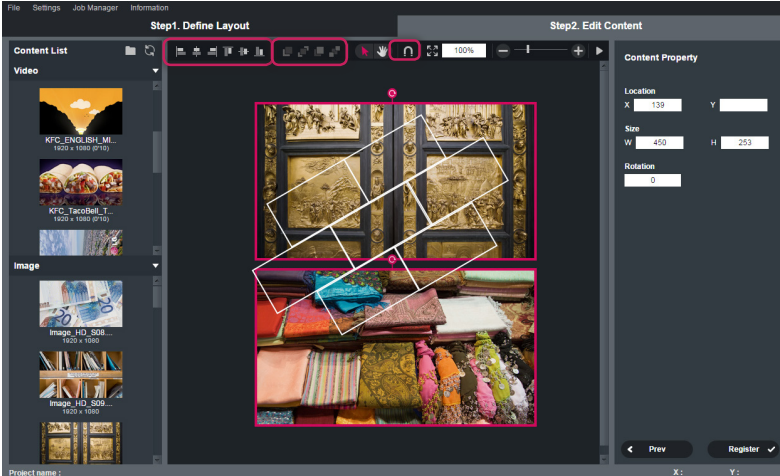 File Settings Job Manager Information
Step1. Define Layout Step2. Edit Content
Content List
100%
Content Property
Video
KFC_ENGLISH_MI...
1920 x 1080 (0'10)
KFC_TacoBell_T...
1920 x 1080 (0'10)
Image
Image_HD_S08....
1920 x 1080
Image_HD_S09....
1920 x 1080
Location
X 139 Y
Size
W 450 H 253
Rotation
0
Prev Register
Project name : X : Y :